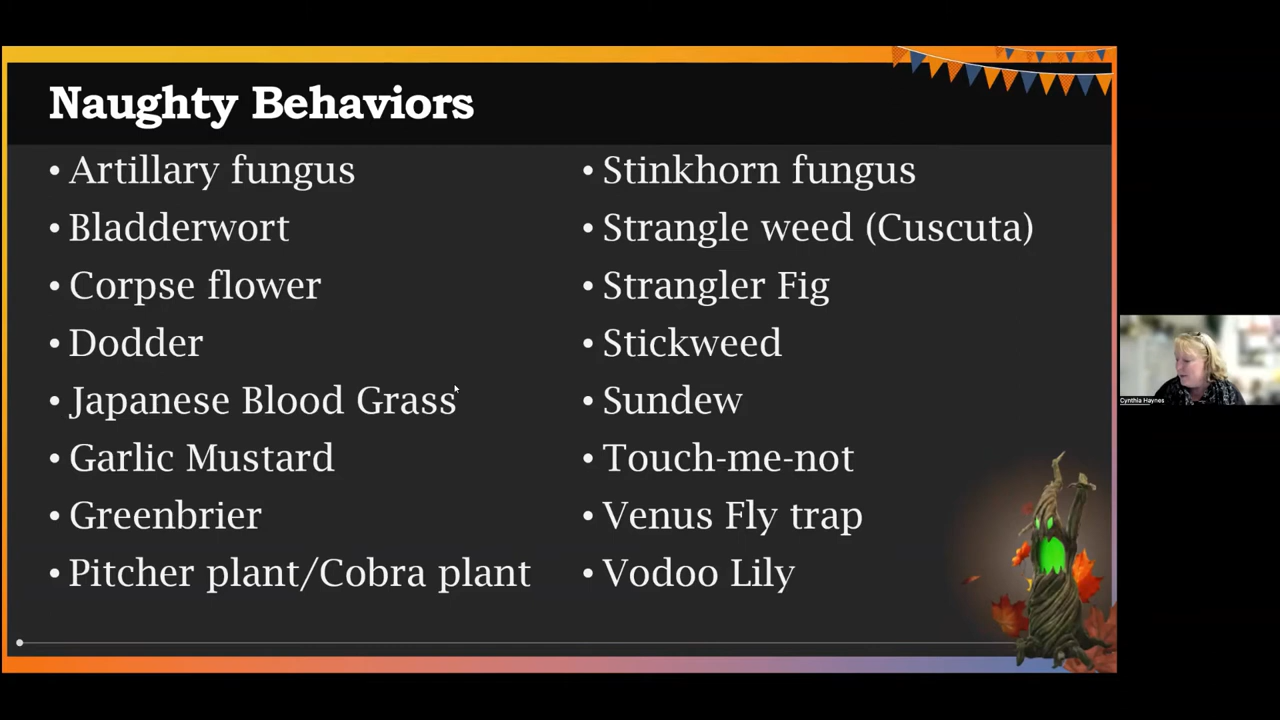 Naughty Behaviors
• Artillary fungus
• Bladderwort
• Corpse flower
• Dodder
• Japanese Blood Grass
• Garlic Mustard
• Greenbrier
• Pitcher plant/Cobra plant
• Stinkhorn fungus
• Strangle weed (Cuscuta)
• Strangler Fig
• Stickweed
• Sundew
• Touch-me-not
• Venus Fly trap
• Vodoo Lily
Cynthia Haynes